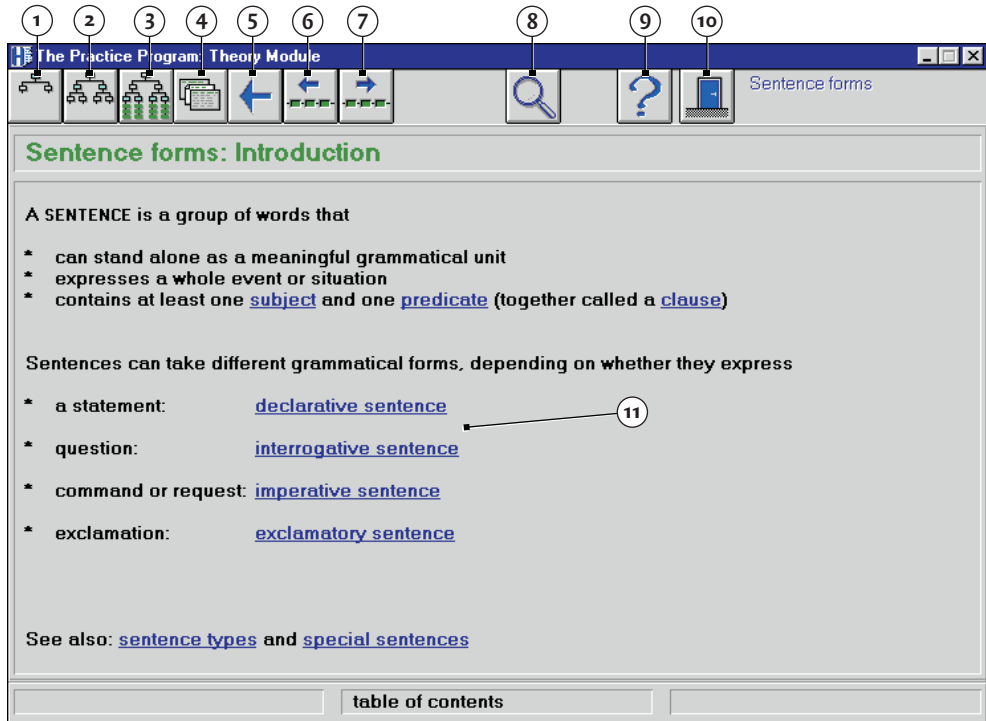 1 2 3 4 5 6 7 8 9 10
The Practice Program: Theory Module
Sentence forms
Sentence forms: Introduction
A SENTENCE is a group of words that
* can stand alone as a meaningful grammatical unit
* expresses a whole event or situation
* contains at least one subject and one predicate (together called a clause)
Sentences can take different grammatical forms, depending on whether they express
* a statement: declarative sentence
11
* question: interrogative sentence
* command or request: imperative sentence
* exclamation: exclamatory sentence
See also: sentence types and special sentences
table of contents